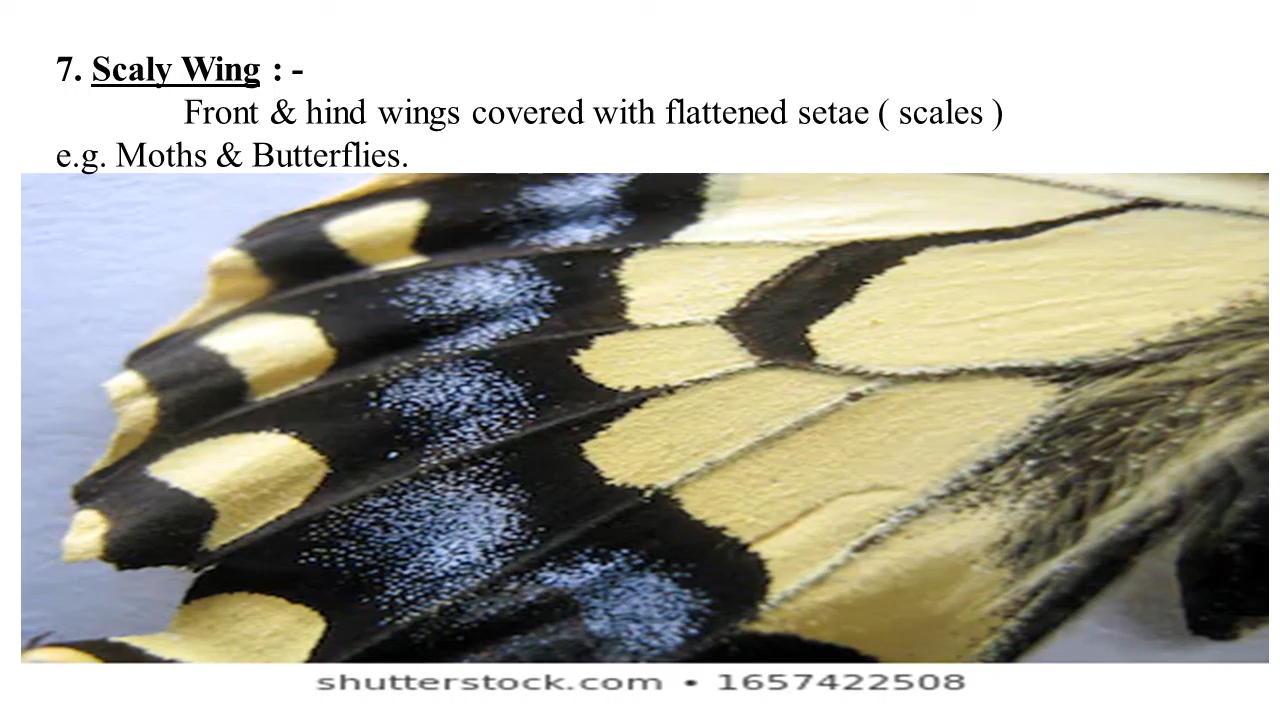 7. Scaly Wing : -
Front & hind wings covered with flattened setae ( scales )
e.g. Moths & Butterflies.
shutterstock.com • 1657422508